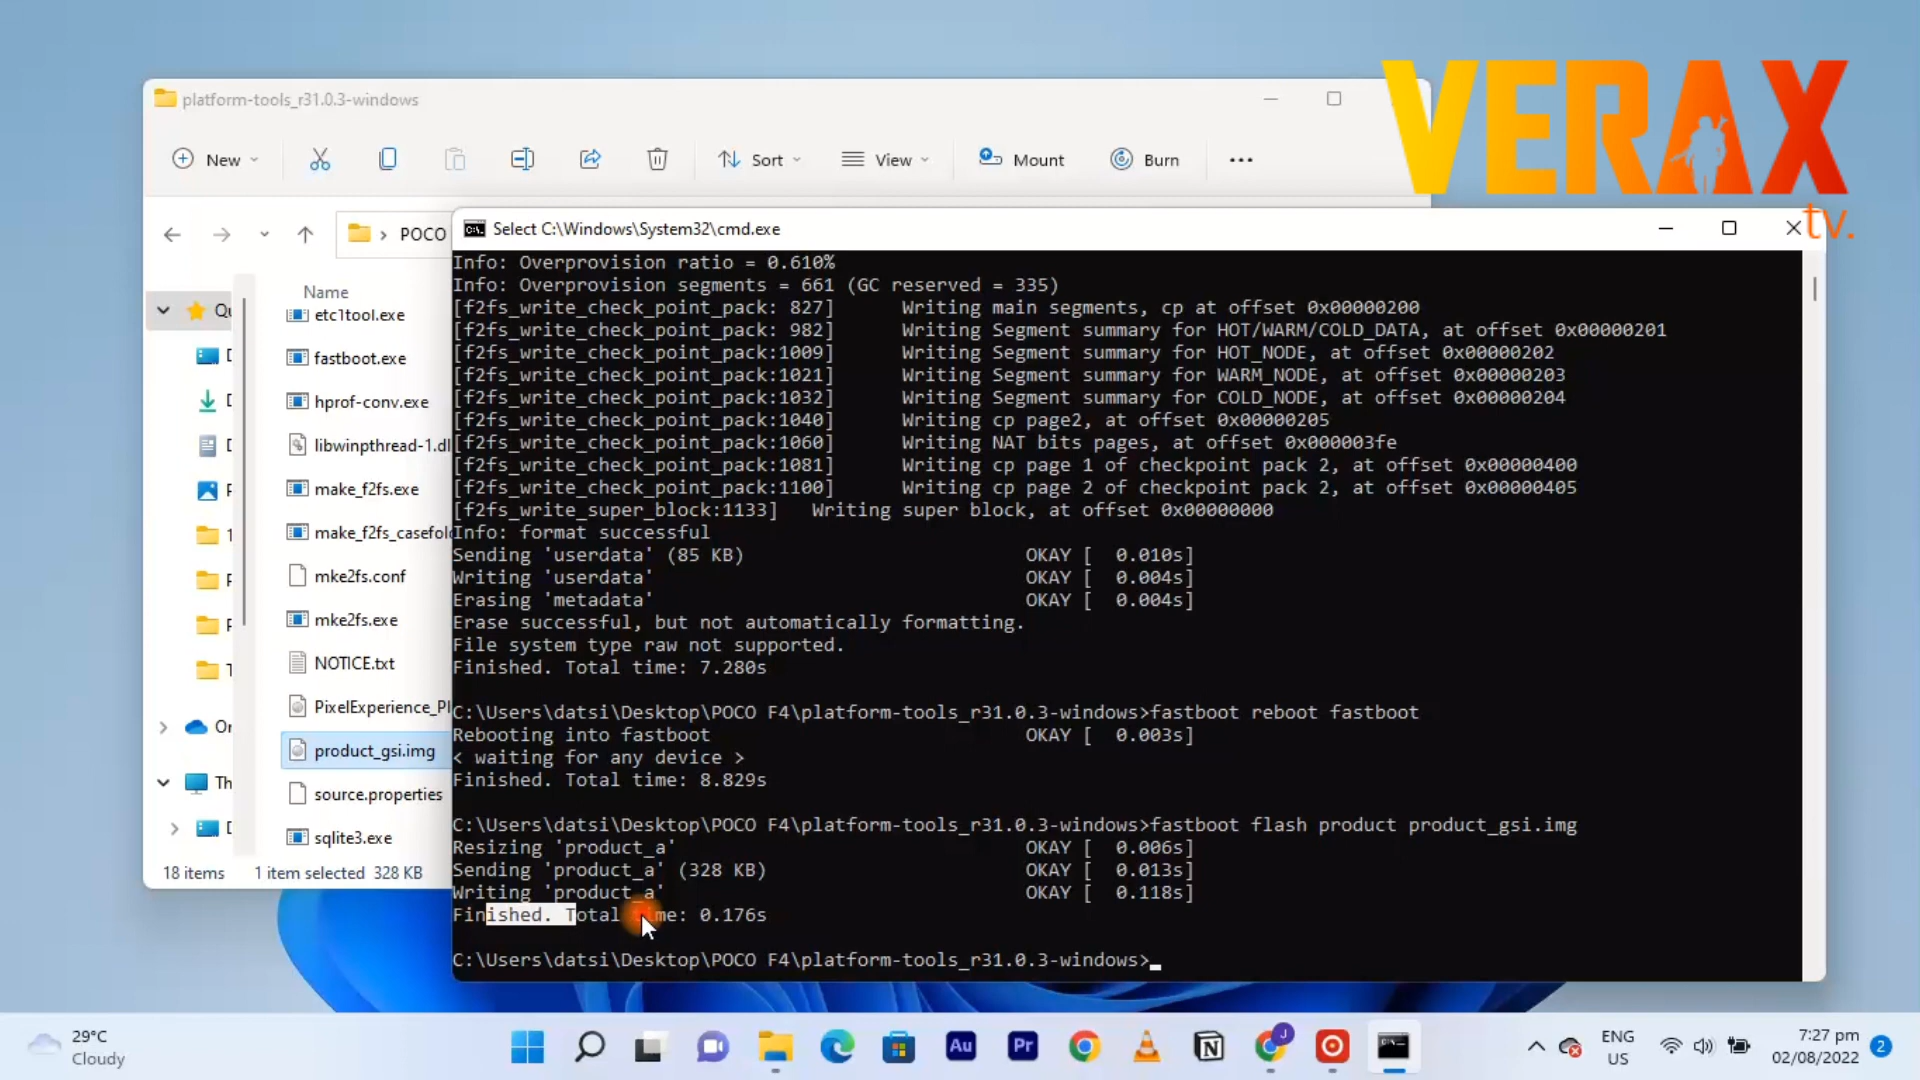 platform-tools_r31.0.3-windows
New
Sort
View
Mount
Burn
VERAX
tv.
POCO
Select C:\Windows\System32\cmd.exe
Name
etc1tool.exe
fastboot.exe
hprof-conv.exe
libwinpthread-1.dl
make_f2fs.exe
make_f2fs_casefol
mke2fs.conf
mke2fs.exe
NOTICE.txt
PixelExperience_Pl
product_gsi.img
source.properties
sqlite3.exe
18 items
1 item selected 328 KB
Info: Overprovision ratio = 0.610%
Info: Overprovision segments = 661 (GC reserved = 335)
[f2fs_write_check_point_pack: 827] Writing main segments, cp at offset 0x00000200
[f2fs_write_check_point_pack: 982] Writing Segment summary for HOT/WARM/COLD_DATA, at offset 0x00000201
[f2fs_write_check_point_pack:1009] Writing Segment summary for HOT_NODE, at offset 0x00000202
[f2fs_write_check_point_pack:1021] Writing Segment summary for WARM_NODE, at offset 0x00000203
[f2fs_write_check_point_pack:1032] Writing Segment summary for COLD_NODE, at offset 0x00000204
[f2fs_write_check_point_pack:1040] Writing cp page2, at offset 0x00000205
[f2fs_write_check_point_pack:1060] Writing NAT bits pages, at offset 0x000003fe
[f2fs_write_check_point_pack:1081] Writing cp page 1 of checkpoint pack 2, at offset 0x00000400
[f2fs_write_check_point_pack:1100] Writing cp page 2 of checkpoint pack 2, at offset 0x00000405
[f2fs_write_super_block:1133] Writing super block, at offset 0x00000000
Info: format successful
Sending 'userdata' (85 KB) OKAY [ 0.010s]
Writing 'userdata' OKAY [ 0.004s]
Erasing 'metadata' OKAY [ 0.004s]
Erase successful, but not automatically formatting.
File system type raw not supported.
Finished. Total time: 7.280s
C:\Users\datsi\Desktop\POCO F4\platform-tools_r31.0.3-windows>fastboot reboot fastboot
Rebooting into fastboot OKAY [ 0.003s]
< waiting for any device >
Finished. Total time: 8.829s
C:\Users\datsi\Desktop\POCO F4\platform-tools_r31.0.3-windows>fastboot flash product product_gsi.img
Resizing 'product_a' OKAY [ 0.006s]
Sending 'product_a' (328 KB) OKAY [ 0.013s]
Writing 'product_a' OKAY [ 0.118s]
Finished. Total time: 0.176s
C:\Users\datsi\Desktop\POCO F4\platform-tools_r31.0.3-windows>
29°C
Cloudy
Au
Pr
J
ENG
US
7:27 pm
02/08/2022
2